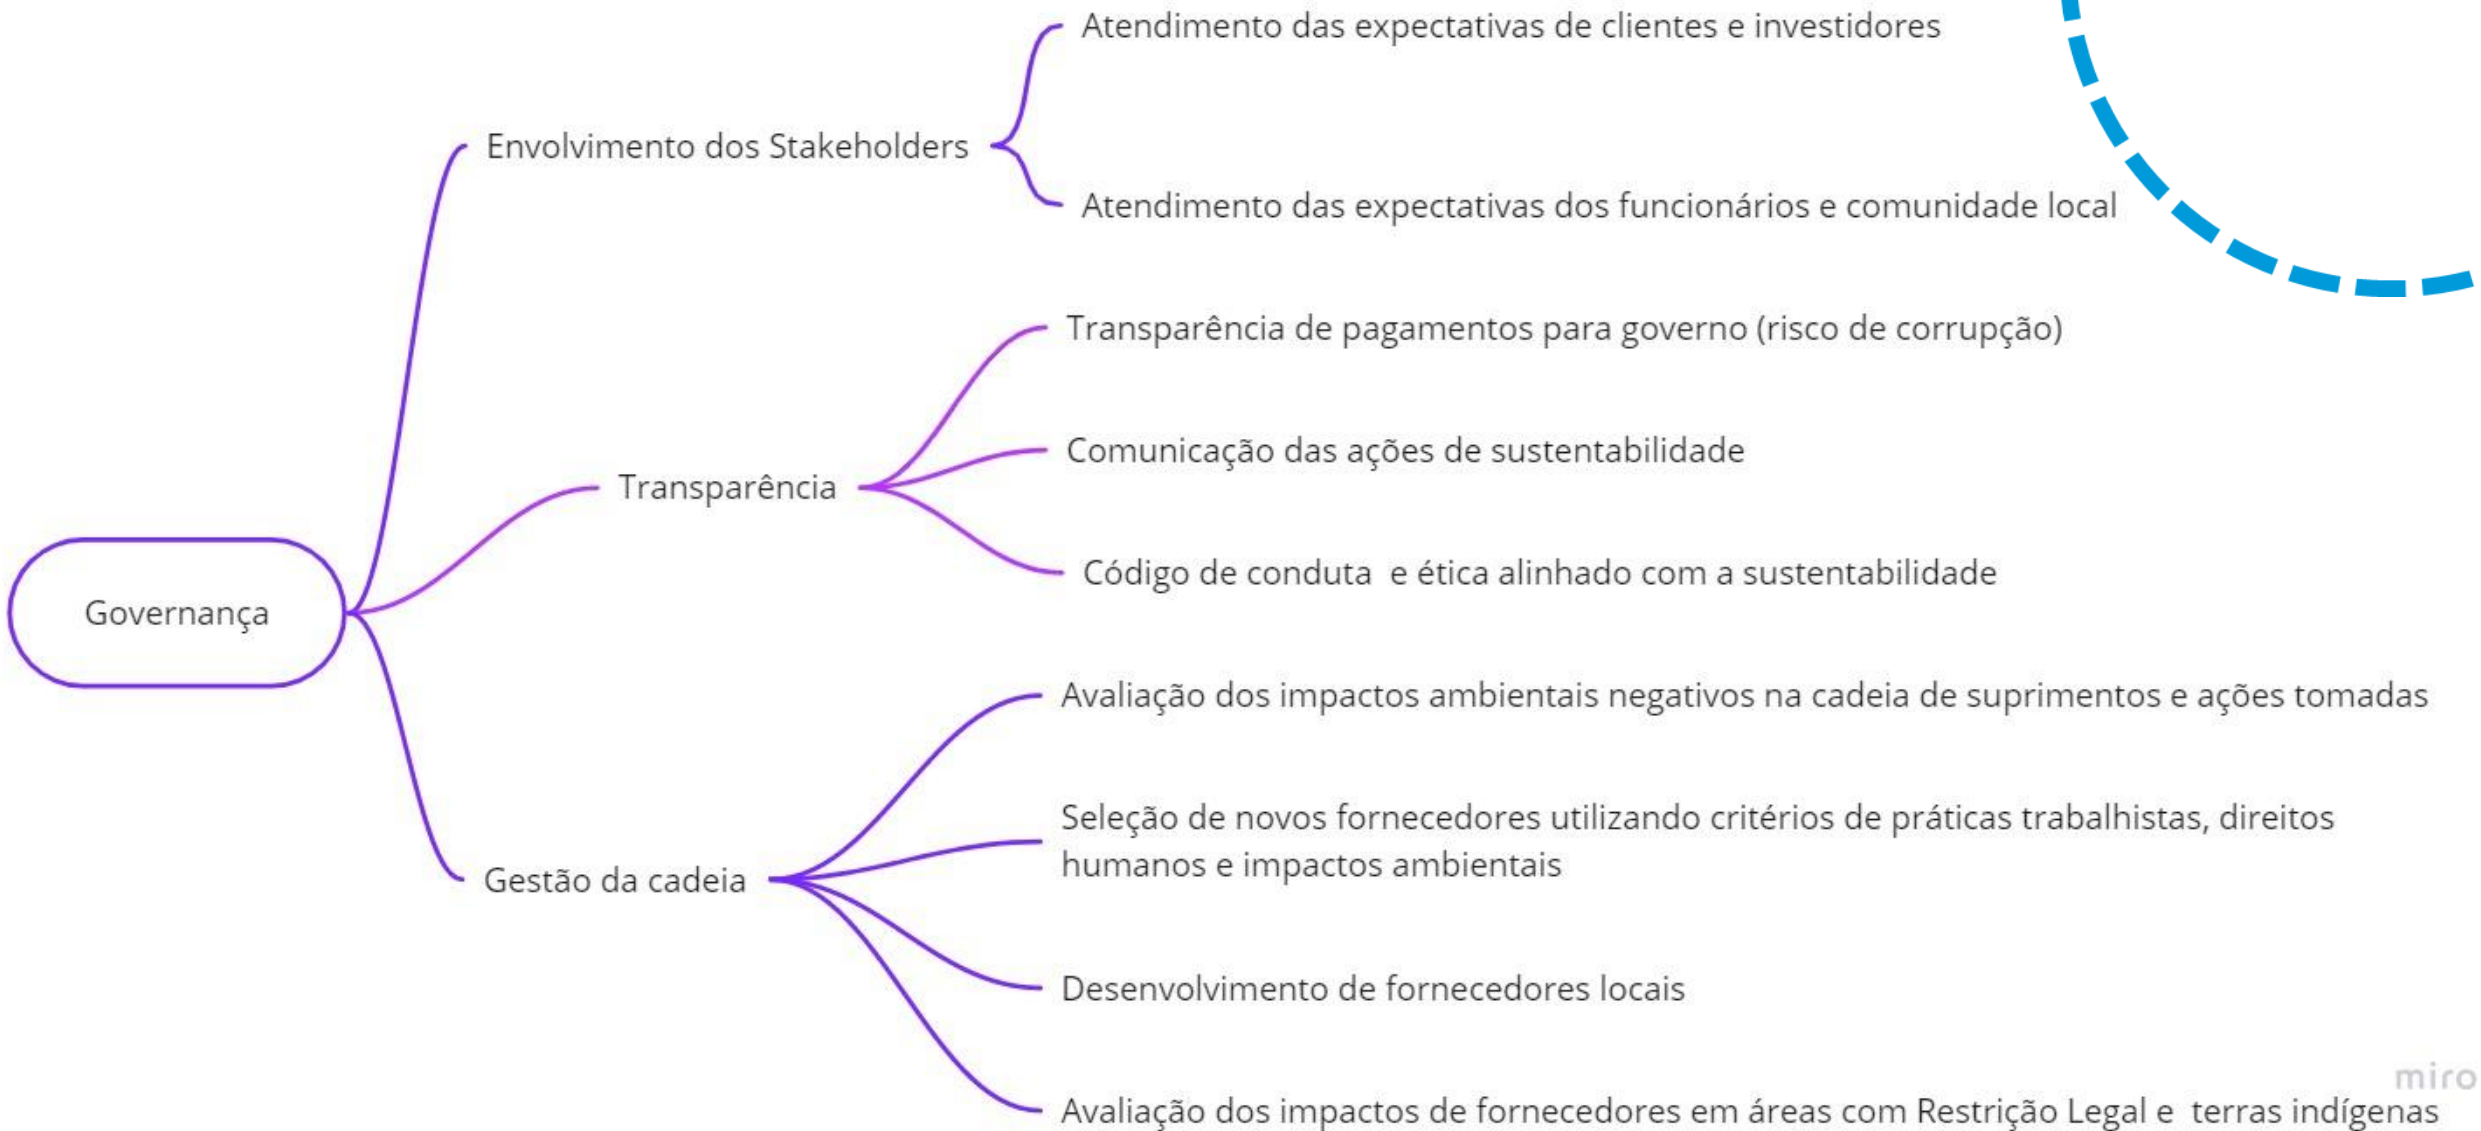 Atendimento das expectativas de clientes e investidores
Envolvimento dos Stakeholders
Atendimento das expectativas dos funcionários e comunidade local
Transparência de pagamentos para governo (risco de corrupção)
Comunicação das ações de sustentabilidade
Transparência
Código de conduta  e ética alinhado com a sustentabilidade
Governança
Avaliação dos impactos ambientais negativos na cadeia de suprimentos e ações tomadas
Seleção de novos fornecedores utilizando critérios de práticas trabalhistas, direitos
humanos e impactos ambientais
Gestão da cadeia
Desenvolvimento de fornecedores locais
miro
Avaliação dos impactos de fornecedores em áreas com Restrição Legal e  terras indígenas